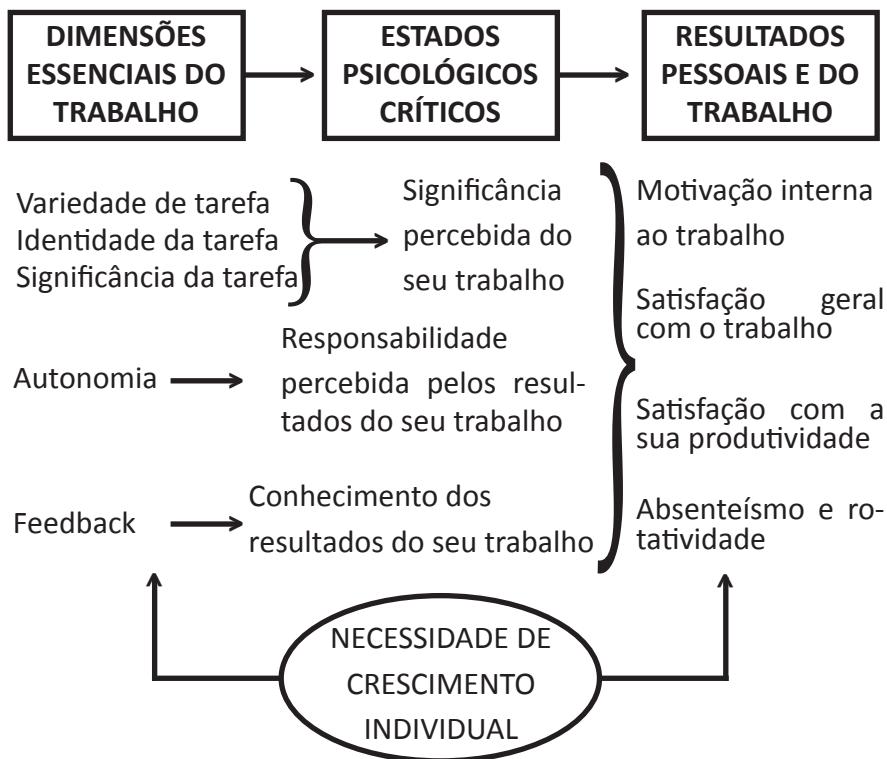 DIMENSÕES
ESSENCIAIS DO
TRABALHO
ESTADOS
PSICOLÓGICOS
CRÍTICOS
RESULTADOS
PESSOAIS E DO
TRABALHO
Variedade de tarefa
Identidade da tarefa
Significância da tarefa
Significância
percebida do
seu trabalho
Motivação interna
ao trabalho
Satisfação geral
com o trabalho
Autonomia
Responsabilidade
percebida pelos resul-
tados do seu trabalho
Satisfação com a
sua produtividade
Feedback
Conhecimento dos
resultados do seu trabalho
Absenteísmo e ro-
tatividade
NECESSIDADE DE
CRESCIMENTO
INDIVIDUAL